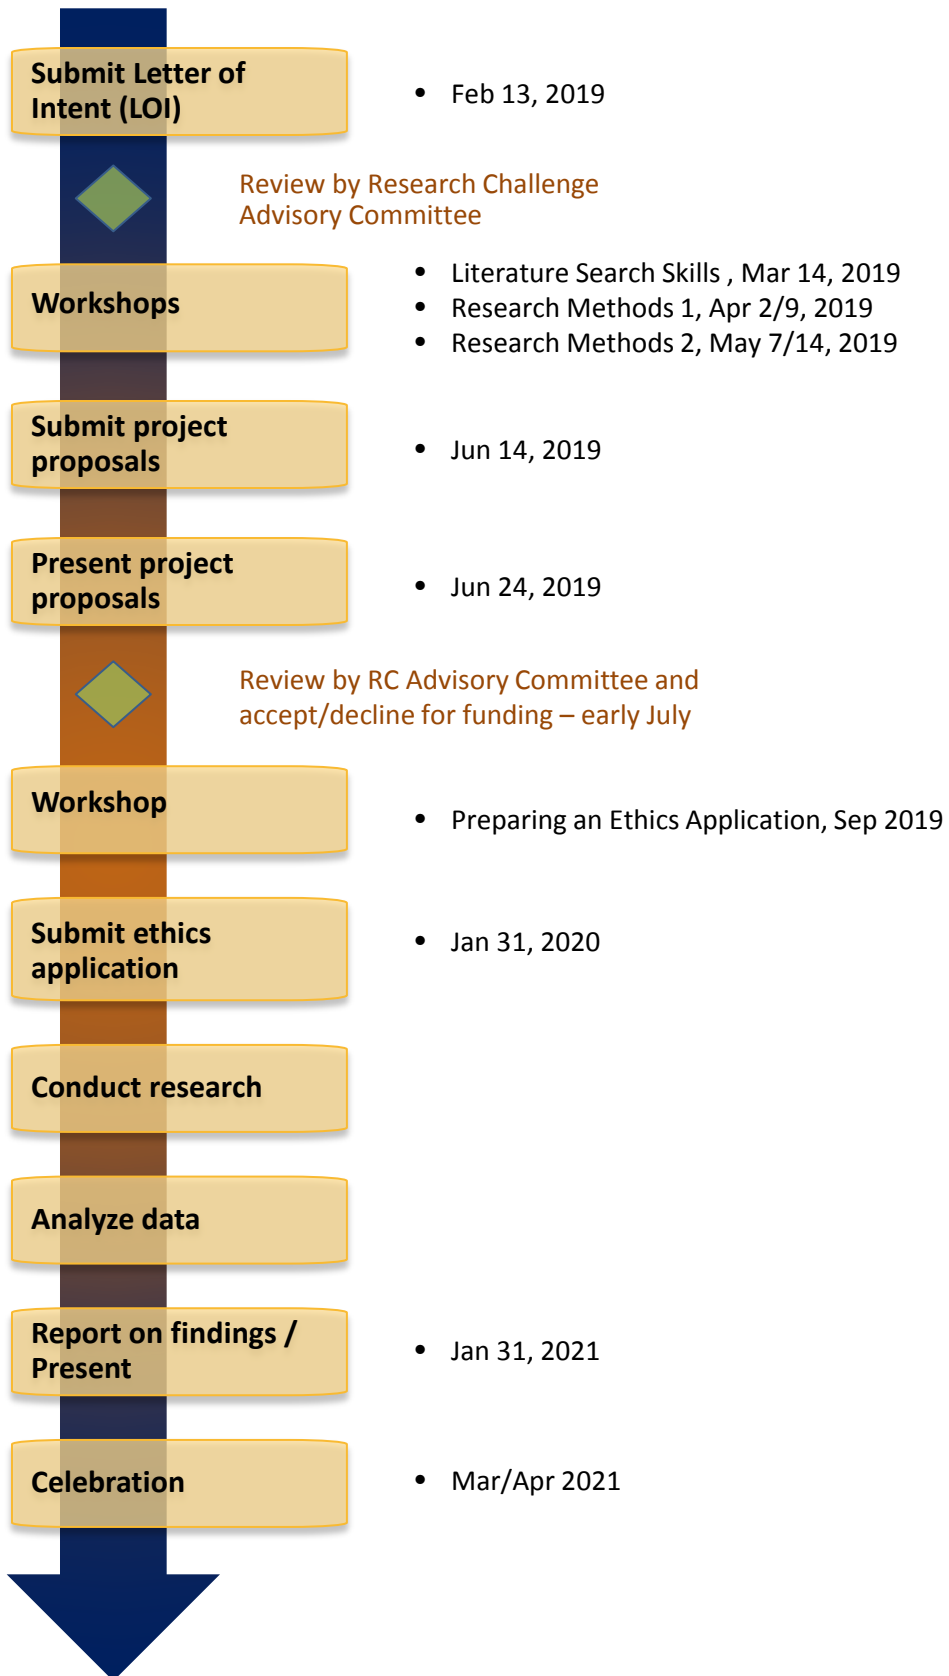 Submit Letter of
Intent (LOI)
• Feb 13, 2019
Review by Research Challenge
Advisory Committee
Workshops
• Literature Search Skills , Mar 14, 2019
• Research Methods 1, Apr 2/9, 2019
• Research Methods 2, May 7/14, 2019
Submit project
proposals
• Jun 14, 2019
Present project
proposals
• Jun 24, 2019
Review by RC Advisory Committee and
accept/decline for funding – early July
Workshop
• Preparing an Ethics Application, Sep 2019
Submit ethics
application
• Jan 31, 2020
Conduct research
Analyze data
Report on findings /
Present
• Jan 31, 2021
Celebration
• Mar/Apr 2021